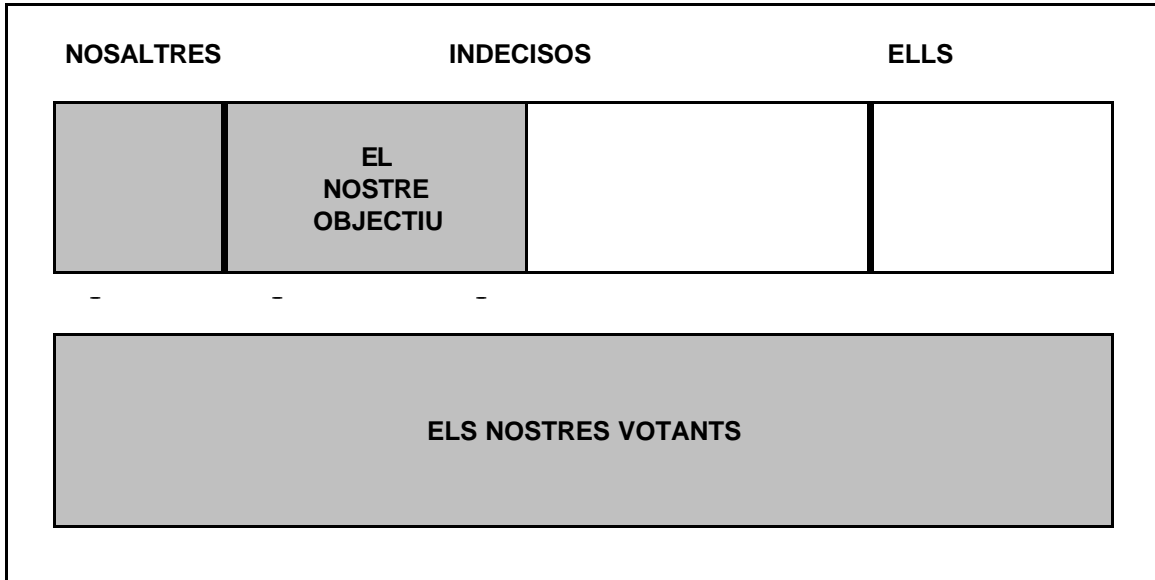 NOSALTRES INDECISOS ELLS
EL
NOSTRE
OBJECTIU
ELS NOSTRES VOTANTS